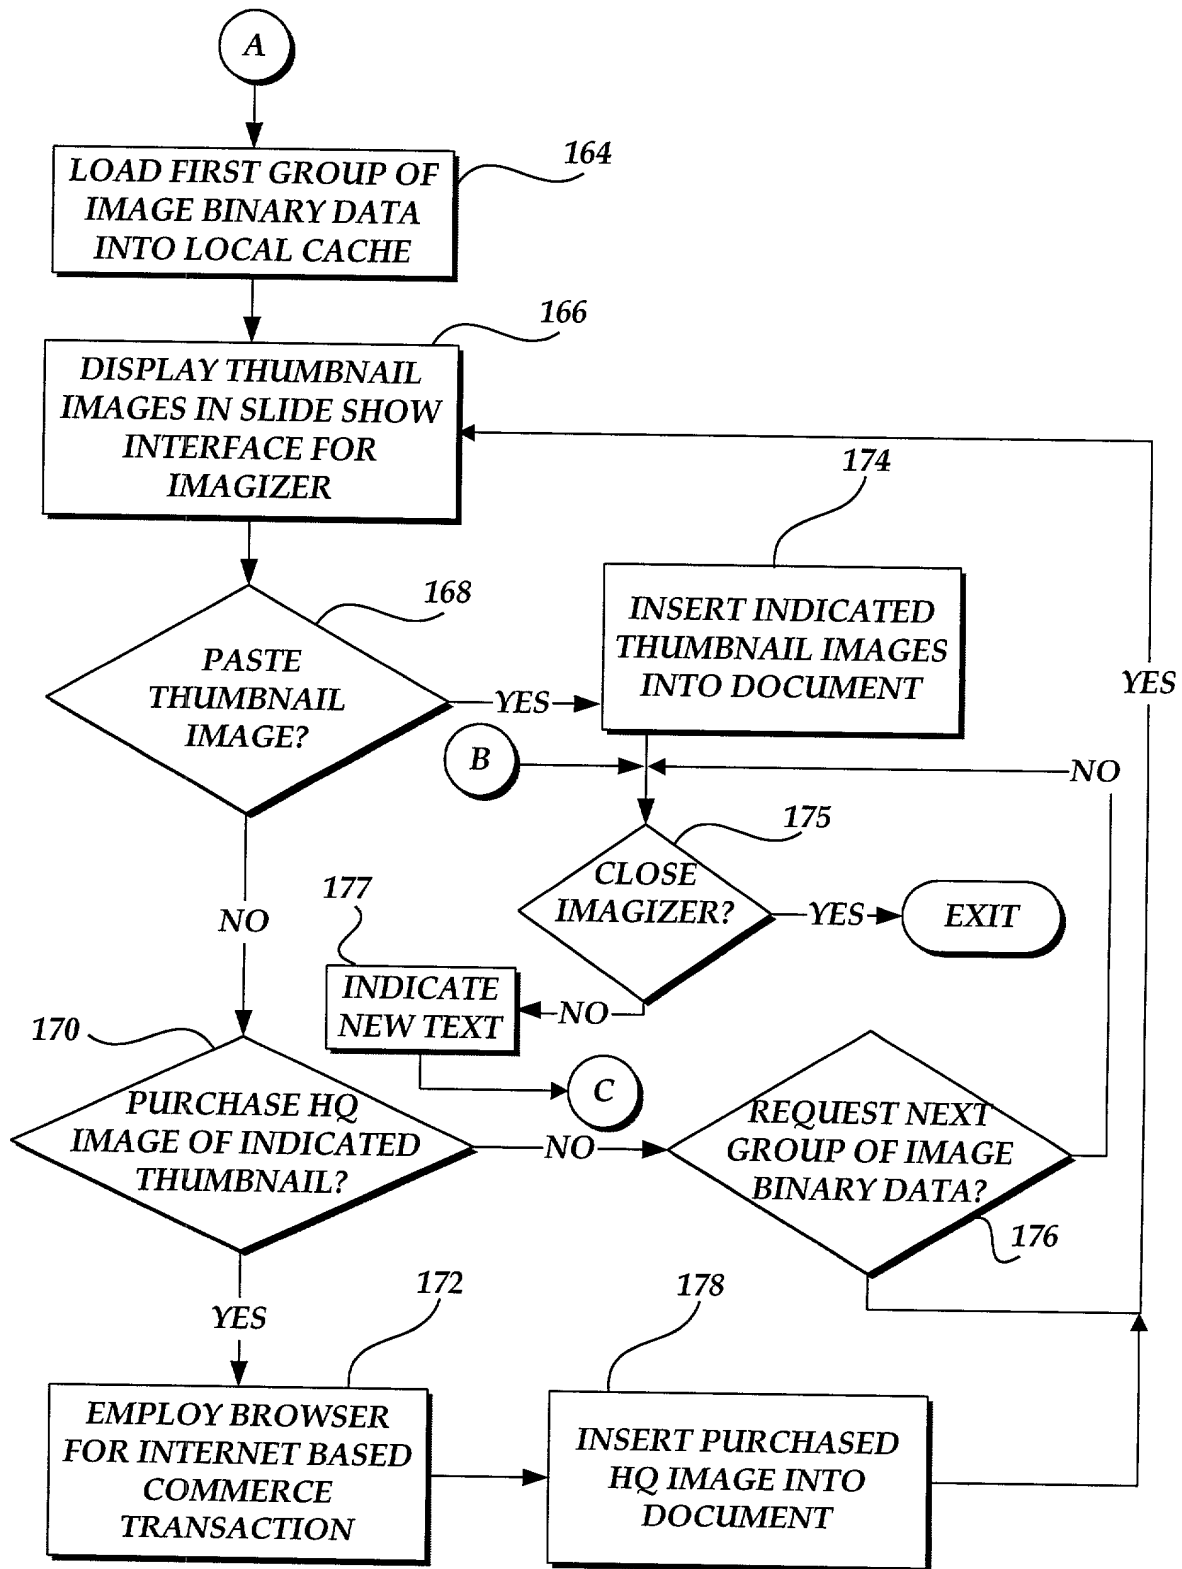 A
164
LOAD FIRST GROUP OF
IMAGE BINARY DATA
INTO LOCAL CACHE
166
DISPLAY THUMBNAIL
IMAGES IN SLIDE SHOW
INTERFACE FOR
IMAGIZER
174
168
INSERT INDICATED
THUMBNAIL IMAGES
INTO DOCUMENT
PASTE
THUMBNAIL
IMAGE?
YES
YES
B
NO
175
CLOSE
IMAGIZER?
YES
EXIT
177
NO
INDICATE
NEW TEXT
NO
170
C
PURCHASE HQ
IMAGE OF INDICATED
THUMBNAIL?
NO
REQUEST NEXT
GROUP OF IMAGE
BINARY DATA?
176
YES
172
178
EMPLOY BROWSER
FOR INTERNET BASED
COMMERCE
TRANSACTION
INSERT PURCHASED
HQ IMAGE INTO
DOCUMENT